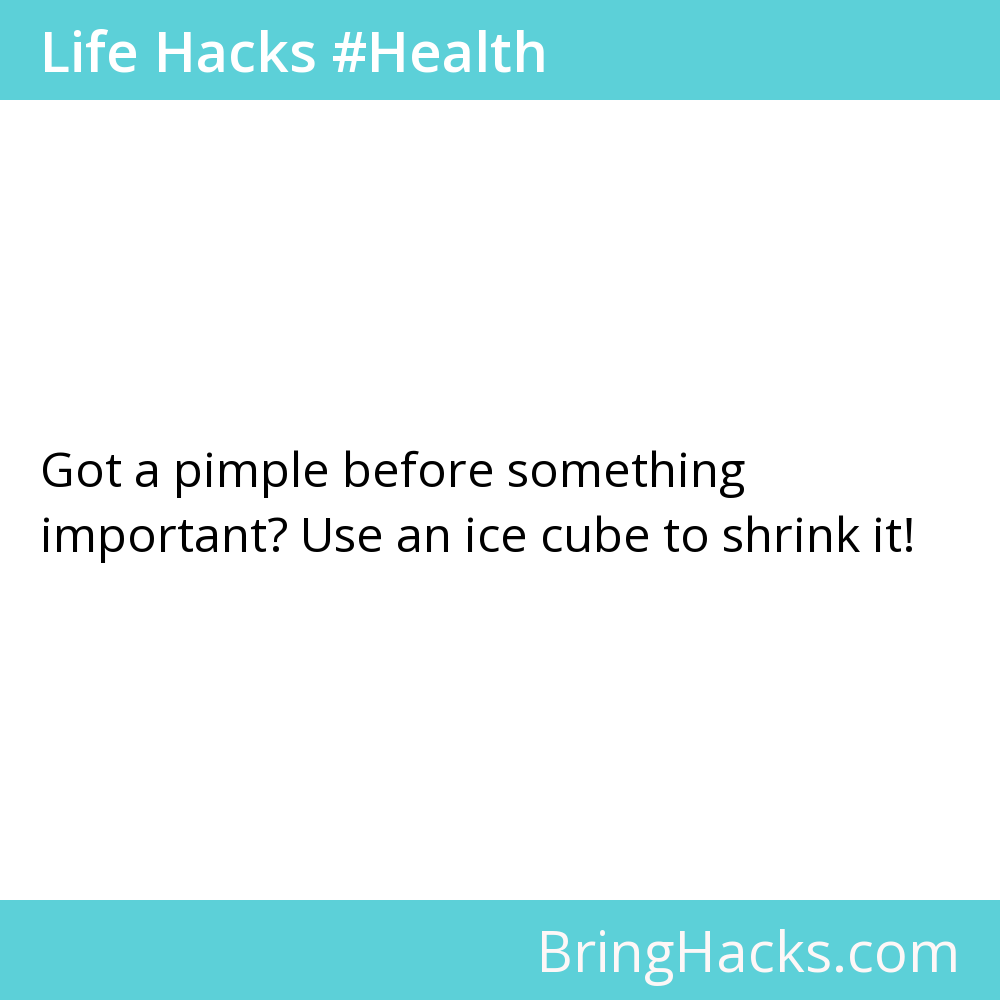 Life Hacks #Health
Got a pimple before something
important? Use an ice cube to shrink it!
BringHacks.com